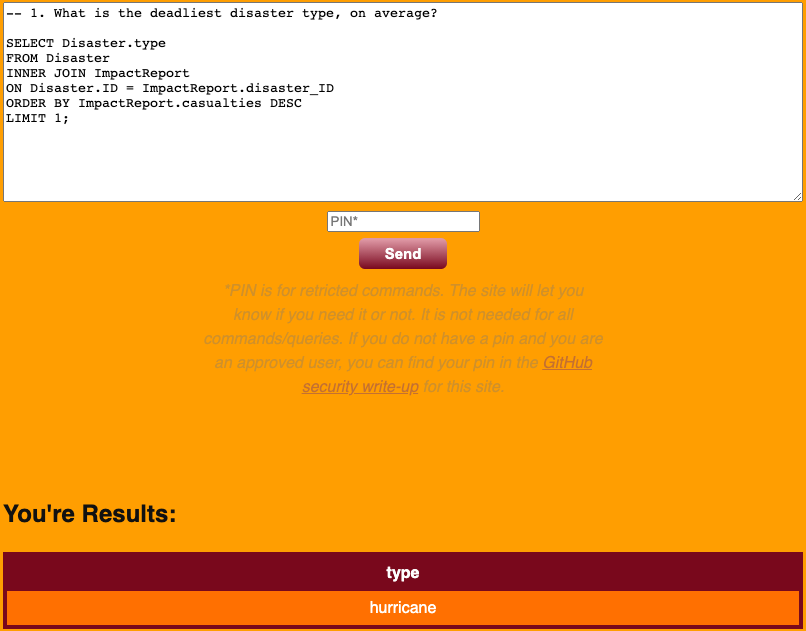 -- 1. What is the deadliest disaster type, on average?
SELECT Disaster.type
FROM Disaster
INNER JOIN ImpactReport
ON Disaster.ID = ImpactReport.disaster_ID
ORDER BY ImpactReport.casualties DESC
LIMIT 1;
PIN*
Send
*PIN is for retricted commands. The site will let you
know if you need it or not. It is not needed for all
commands/queries. If you do not have a pin and you are
an approved user, you can find your pin in the GitHub
security write-up for this site.
You're Results:
type
hurricane